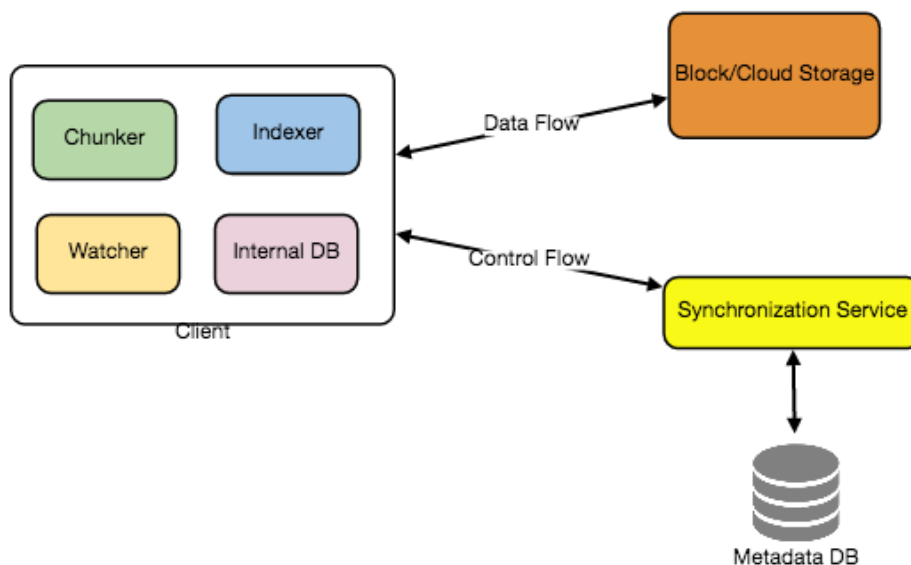 Block/Cloud Storage
Chunker
Indexer
Data Flow
Watcher
Internal DB
Control Flow
Synchronization Service
Client
Metadata DB